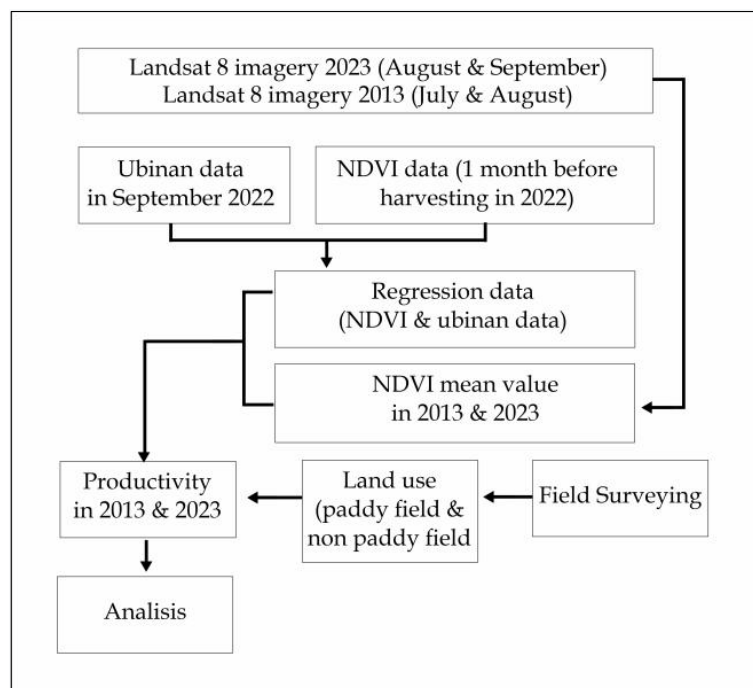 Landsat 8 imagery 2023 (August & September)
Landsat 8 imagery 2013 (July & August)
Ubinan data
in September 2022
NDVI data (1 month before
harvesting in 2022)
Regression data
(NDVI & ubinan data)
NDVI mean value
in 2013 & 2023
Productivity
in 2013 & 2023
Land use
(paddy field &
non paddy field
Field Surveying
Analisis